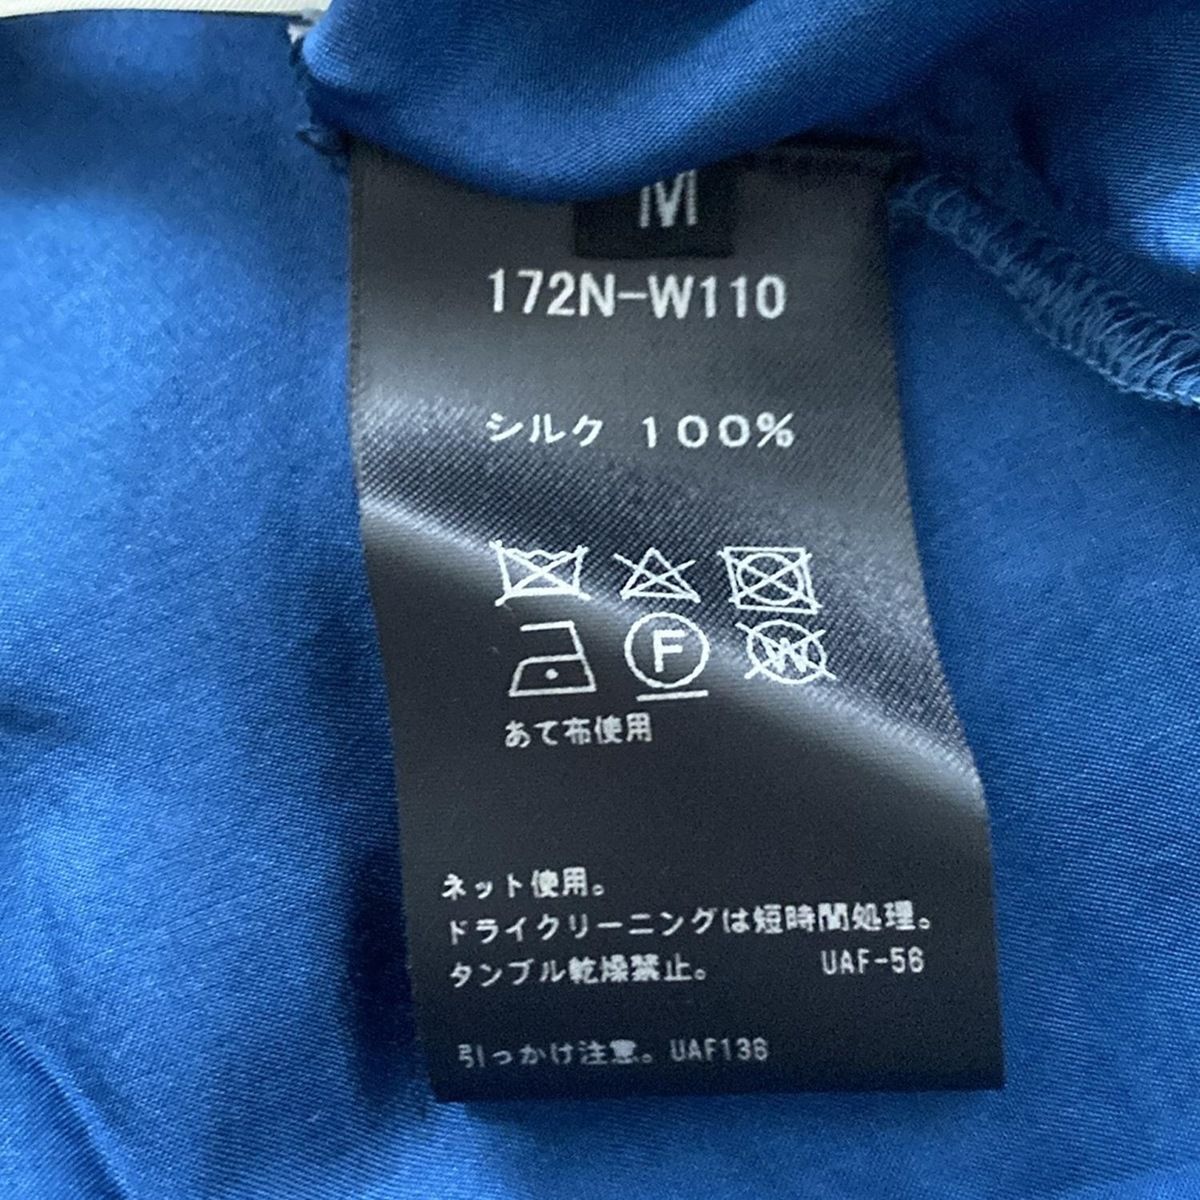 M
172N-W110
シルク 100%
F
W
あて布使用
ネット使用。
ドライクリーニングは短時間処理。
タンブル乾燥禁止。 UAF-56
引っかけ注意。 UAF136